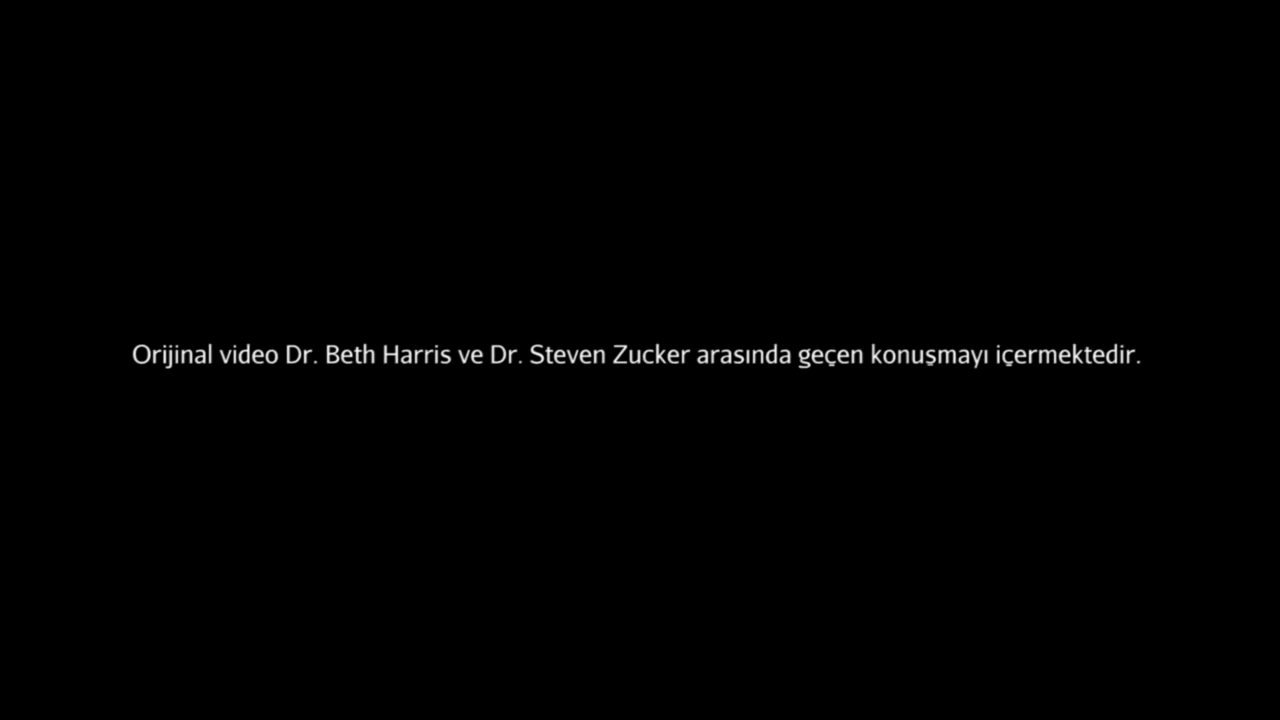 Orijinal video Dr. Beth Harris ve Dr. Steven Zucker arasında geçen konuşmayı içermektedir.